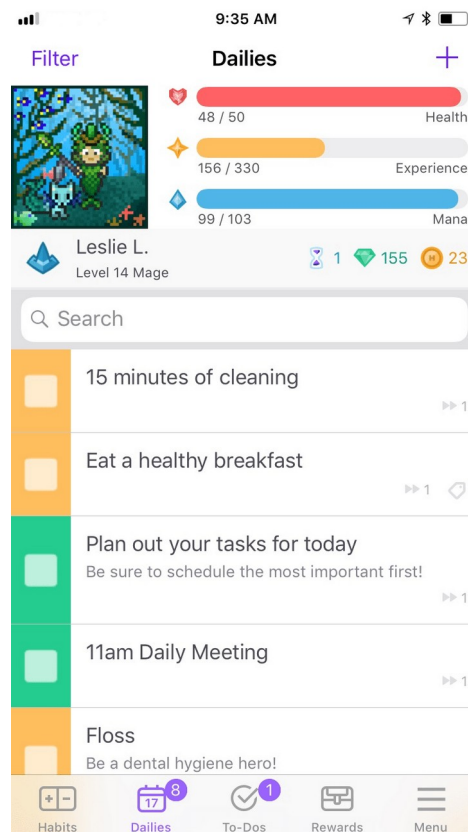 9:35 AM
Filter
Dailies
48 / 50
Health
156 / 330
Experience
99 / 103
Mana
Leslie L.
Level 14 Mage
1
155
H
23
Search
15 minutes of cleaning
1
Eat a healthy breakfast
1
Plan out your tasks for today
Be sure to schedule the most important first!
1
11am Daily Meeting
1
Floss
Be a dental hygiene hero!
8
1
17
Habits
Dailies
To-Dos
Rewards
Menu